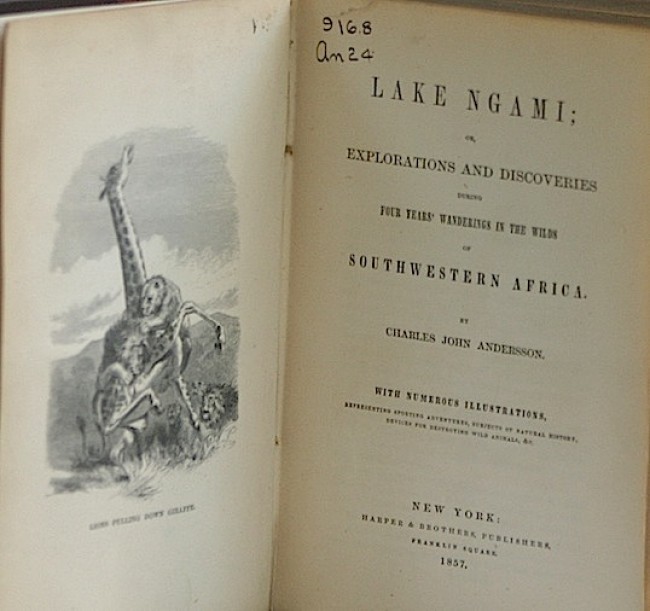 LIONS PULLING DOWN GIRAFFE.
916.8
An 24
LAKE NGAMI;
OR,
EXPLORATIONS AND DISCOVERIES
DURING
FOUR YEARS' WANDERINGS IN THE WILDS
OF
SOUTHWESTERN AFRICA.
BY
CHARLES JOHN ANDERSSON.
WITH NUMEROUS ILLUSTRATIONS,
REPRESENTING SPORTING ADVENTURES, SUBJECTS OF NATURAL HISTORY,
DEVICES FOR DESTROYING WILD ANIMALS, &C.
NEW YORK:
HARPER & BROTHERS, PUBLISHERS,
FRANKLIN SQUARE.
1857.